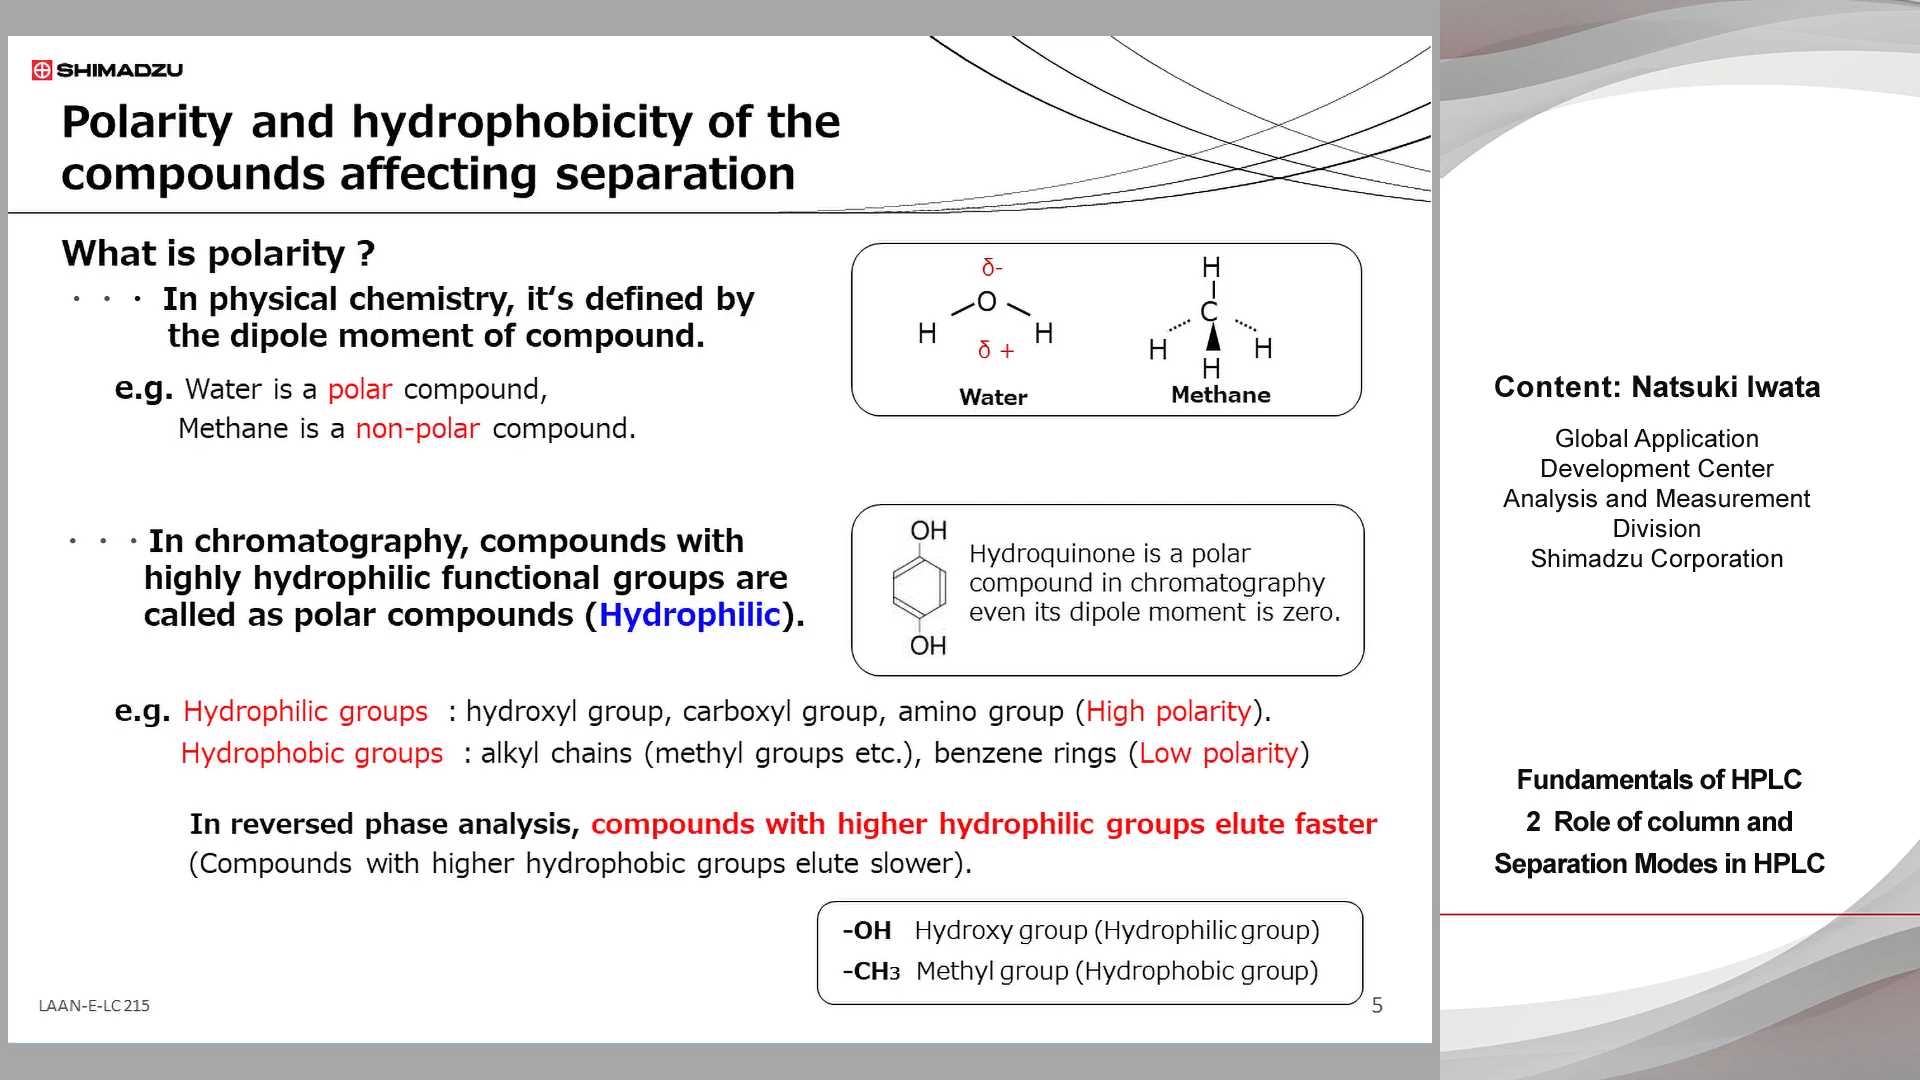 SHIMADZU
Polarity and hydrophobicity of the
compounds affecting separation
What is polarity ?
・・・ In physical chemistry, it‘s defined by
the dipole moment of compound.
e.g. Water is a polar compound,
Methane is a non-polar compound.
δ-
O
H H
δ +
Water
H
C
H H
H
Methane
・・・In chromatography, compounds with
highly hydrophilic functional groups are
called as polar compounds (Hydrophilic).
OH
OH
Hydroquinone is a polar
compound in chromatography
even its dipole moment is zero.
e.g. Hydrophilic groups : hydroxyl group, carboxyl group, amino group (High polarity).
Hydrophobic groups : alkyl chains (methyl groups etc.), benzene rings (Low polarity)
In reversed phase analysis, compounds with higher hydrophilic groups elute faster
(Compounds with higher hydrophobic groups elute slower).
-OH Hydroxy group (Hydrophilic group)
-CH3 Methyl group (Hydrophobic group)
LAAN-E-LC215
5
Content: Natsuki Iwata
Global Application
Development Center
Analysis and Measurement
Division
Shimadzu Corporation
Fundamentals of HPLC
2 Role of column and
Separation Modes in HPLC